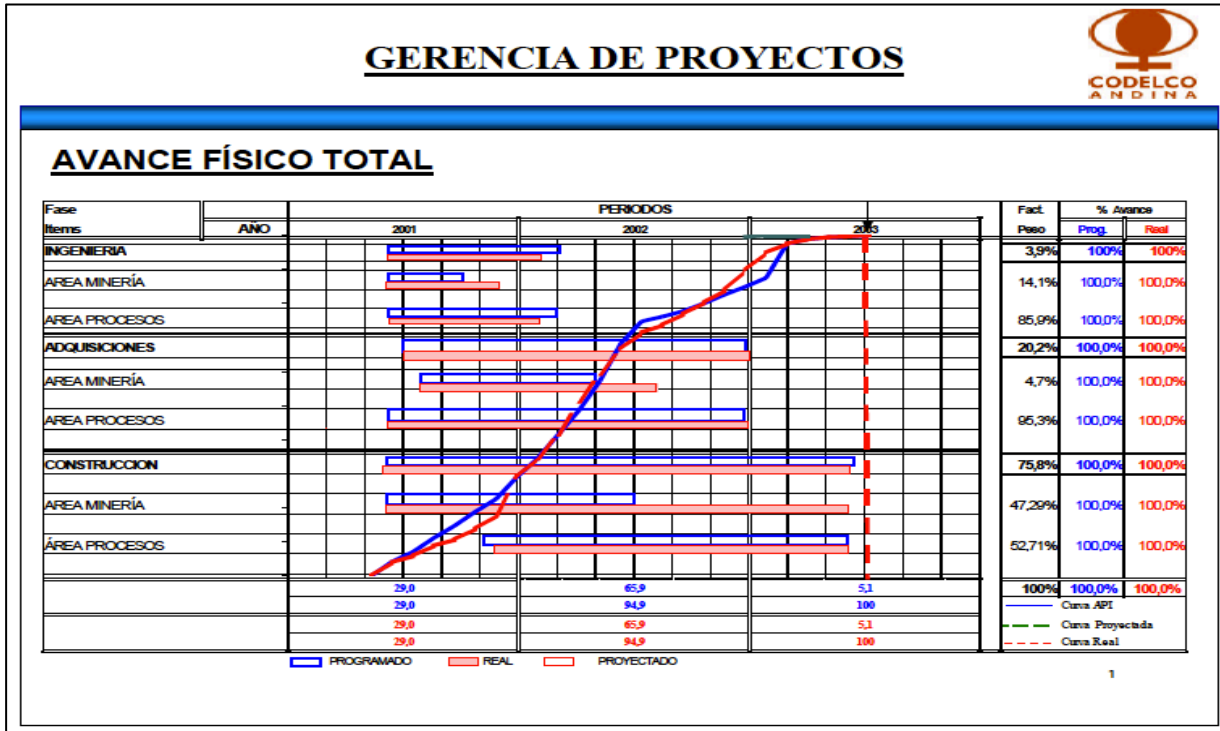 GERENCIA DE PROYECTOS
CODELCO
ANDINA
AVANCE FÍSICO TOTAL
Fase PERIODOS Fact. % Avance
Items AÑO 2001 2002 2003 Peso Prog. Real
INGENIERIA 3,9% 100% 100%
AREA MINERÍA 14,1% 100,0% 100,0%
AREA PROCESOS 85,9% 100,0% 100,0%
ADQUISICIONES 20,2% 100,0% 100,0%
AREA MINERÍA 4,7% 100,0% 100,0%
AREA PROCESOS 95,3% 100,0% 100,0%
CONSTRUCCION 75,8% 100,0% 100,0%
AREA MINERÍA 47,29% 100,0% 100,0%
ÁREA PROCESOS 52,71% 100,0% 100,0%
29,0 65,9 5,1 100% 100,0% 100,0%
29,0 94,9 100 Curva API
29,0 65,9 5,1 Curva Proyectada
29,0 94,9 100 Curva Real
PROGRAMADO REAL PROYECTADO
1